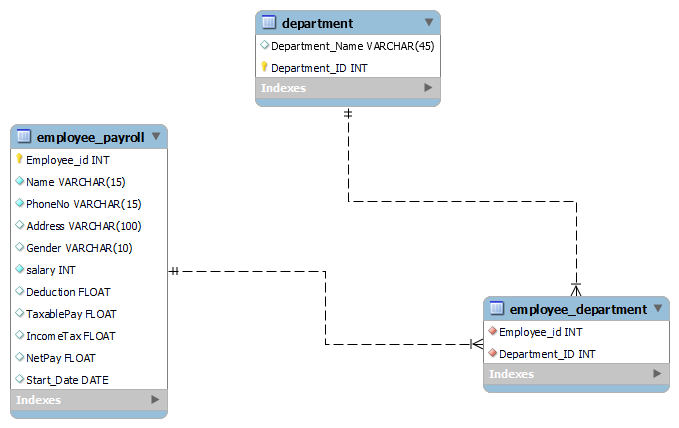 department
Department_Name VARCHAR(45)
Department_ID INT
Indexes
employee_payroll
Employee_id INT
Name VARCHAR(15)
PhoneNo VARCHAR(15)
Address VARCHAR(100)
Gender VARCHAR(10)
salary INT
Deduction FLOAT
TaxablePay FLOAT
IncomeTax FLOAT
NetPay FLOAT
Start_Date DATE
Indexes
employee_department
Employee_id INT
Department_ID INT
Indexes